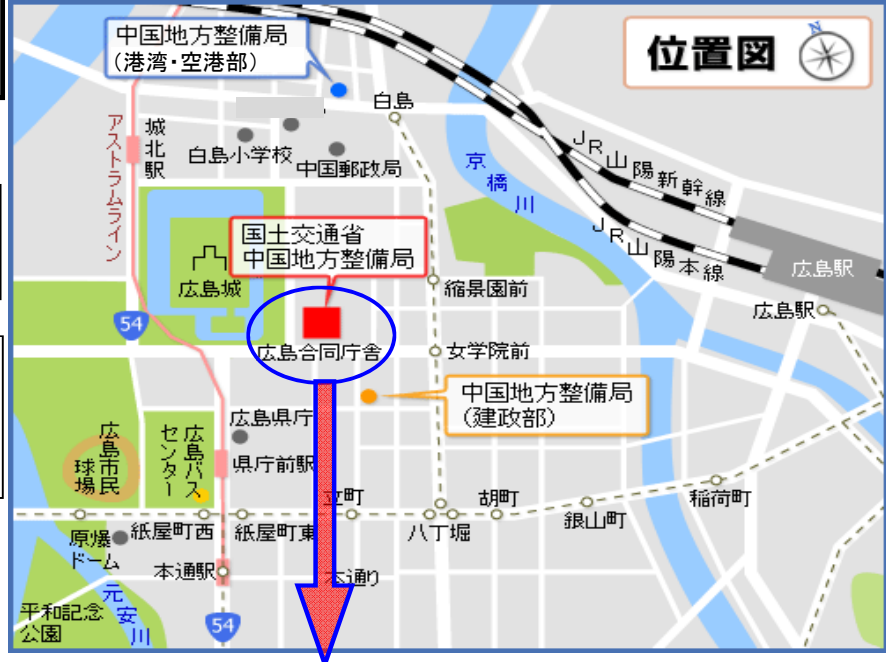 中国地方整備局
（港湾・空港部）
位置図
N
白島
アストラムライン
城北駅
白島小学校
中国郵政局
京橋川
JR山陽新幹線
JR山陽本線
広島駅
広島駅
国土交通省
中国地方整備局
広島城
縮景園前
54
広島合同庁舎
女学院前
中国地方整備局
（建政部）
広島県庁
県庁前駅
広島市民
球場
広島バス
センター
立町
胡町
稲荷町
銀山町
八丁堀
原爆
ドーム
紙屋町西
紙屋町東
本通駅
本通り
元安川
平和記念
公園
54